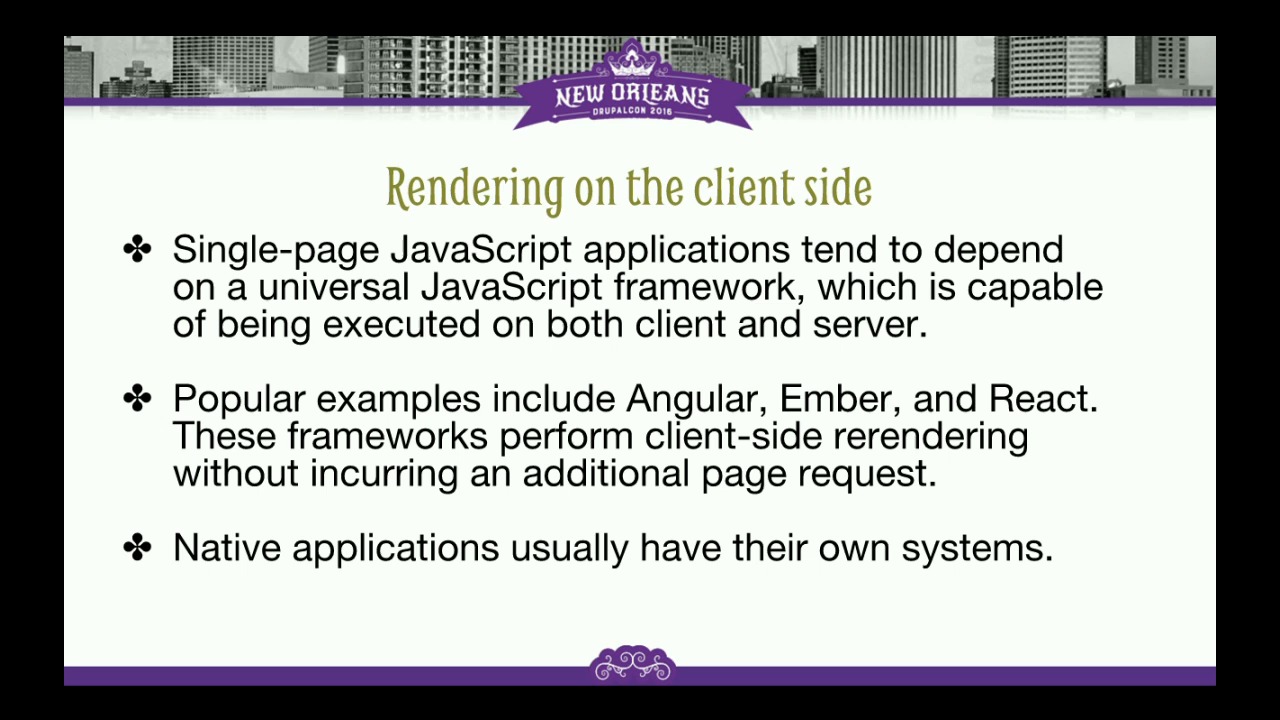 NEW ORLEANS
DRUPALCON 2016
Rendering on the client side
✤ Single-page JavaScript applications tend to depend
on a universal JavaScript framework, which is capable
of being executed on both client and server.
✤ Popular examples include Angular, Ember, and React.
These frameworks perform client-side rerendering
without incurring an additional page request.
✤ Native applications usually have their own systems.